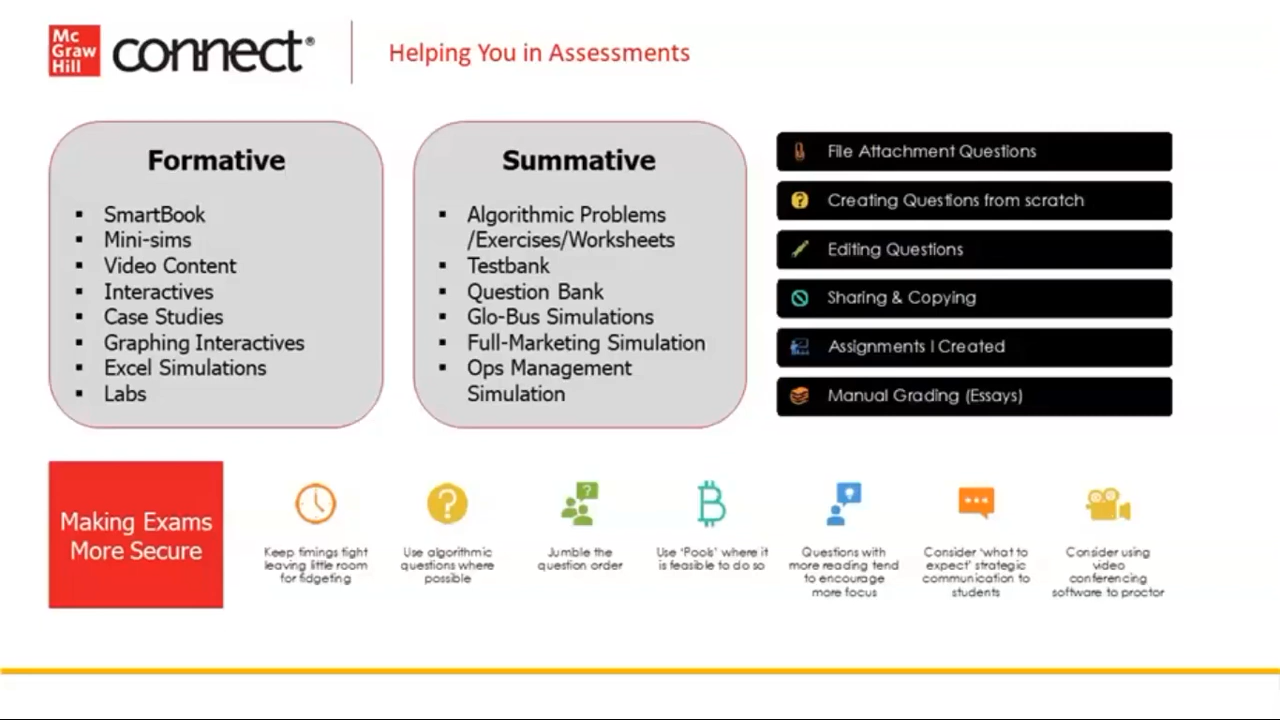 Mc
Graw
Hill
connect®
Helping You in Assessments
Formative
▪ SmartBook
▪ Mini-sims
▪ Video Content
▪ Interactives
▪ Case Studies
▪ Graphing Interactives
▪ Excel Simulations
▪ Labs
Summative
▪ Algorithmic Problems
/Exercises/Worksheets
▪ Testbank
▪ Question Bank
▪ Glo-Bus Simulations
▪ Full-Marketing Simulation
▪ Ops Management
Simulation
File Attachment Questions
Creating Questions from scratch
Editing Questions
Sharing & Copying
Assignments I Created
Manual Grading (Essays)
Making Exams
More Secure
Keep timings tight
leaving little room
for fidgeting
Use algorithmic
questions where
possible
Jumble the
question order
Use ‘Pools’ where it
is feasible to do so
Questions with
more reading tend
to encourage
more focus
Consider ‘what to
expect’ strategic
communication to
students
Consider using
video
conferencing
software to proctor